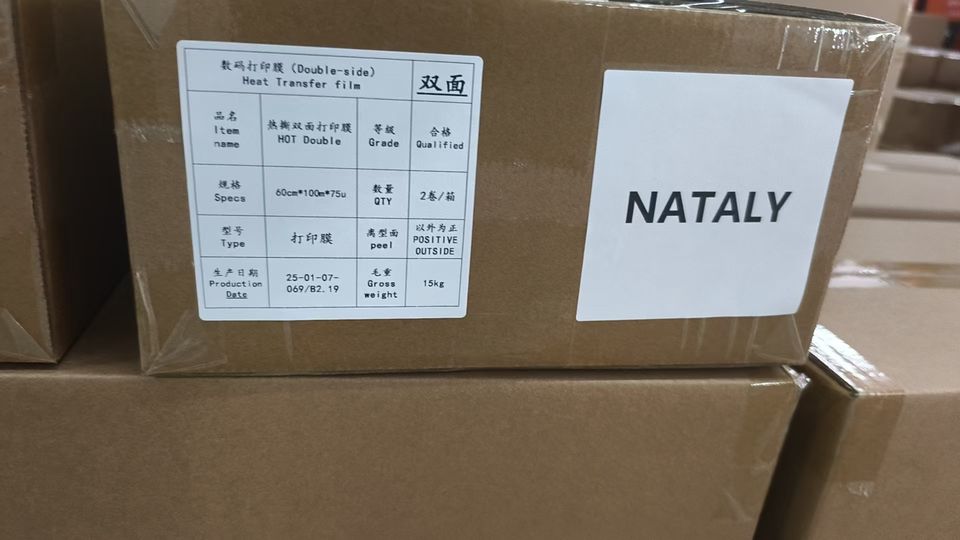 数码打印膜 (Double-side)
Heat Transfer film
双面
品名
Item
name
热撕双面打印膜
HOT Double
等级
Grade
合格
Qualified
规格
Specs
60cm*100m*75u
数量
QTY
2卷/箱
型号
Type
打印膜
离型面
peel
以外为正
POSITIVE
OUTSIDE
生产日期
Production
Date
25-01-07-
069/B2.19
毛重
Gross
weight
15kg
NATALY